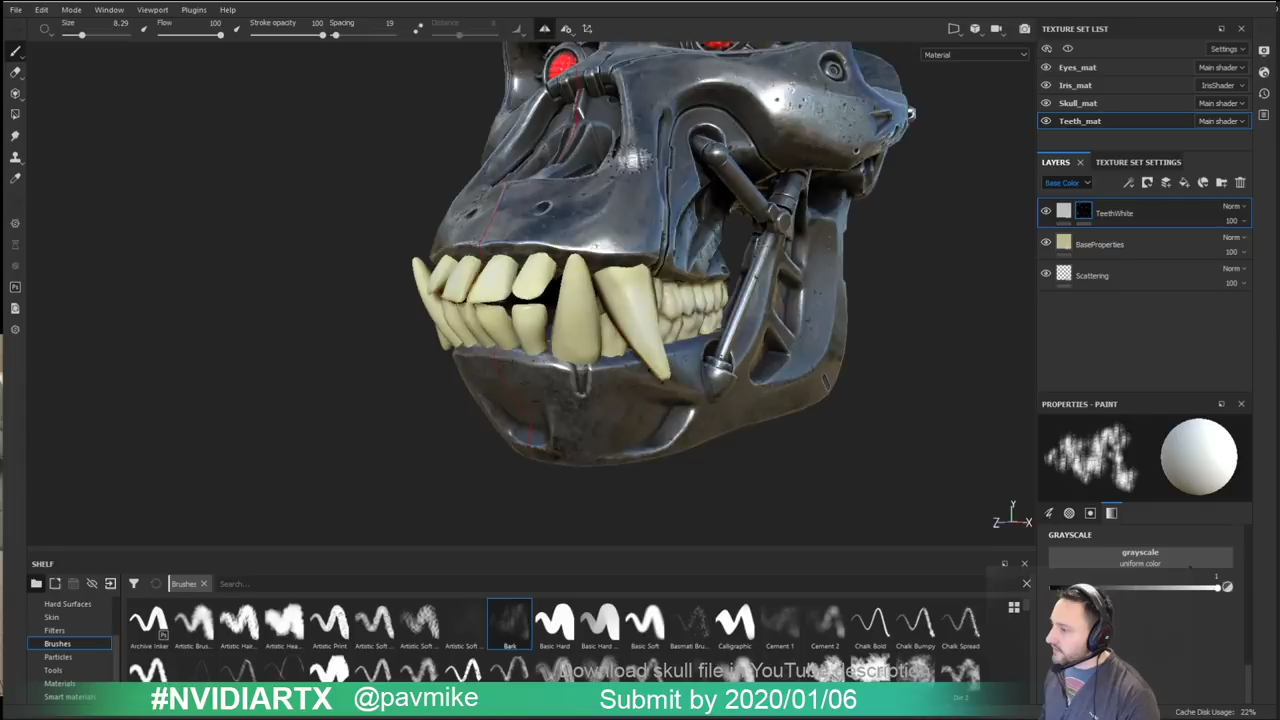 File Edit Mode Window Viewport Plugins Help
Size 8.29 Flow 100 Stroke opacity 100 Spacing 19 Distance 8
Material
TEXTURE SET LIST
Settings
Eyes_mat Main shader
Iris_mat IrisShader
Skull_mat Main shader
Teeth_mat Main shader
LAYERS TEXTURE SET SETTINGS
Base Color
TeethWhite Norm 100
BaseProperties Norm 100
Scattering Norm 100
PROPERTIES - PAINT
GRAYSCALE
grayscale
uniform color
1
Y
Z X
SHELF
Brushes Search...
Hard Surfaces
Skin
Filters
Brushes
Particles
Tools
Materials
Smart materials
Archive Inker Artistic Brus... Artistic Hair... Artistic Hea... Artistic Print Artistic Soft ... Artistic Soft ... Artistic Soft ... Bark Basic Hard Basic Hard ... Basic Soft Basmati Bru... Calligraphic Cement 1 Cement 2 Chalk Bold Chalk Bumpy Chalk Spread
Download skull file in YouTube description
#NVIDIARTX @pavmike Submit by 2020/01/06
Cache Disk Usage: 22%